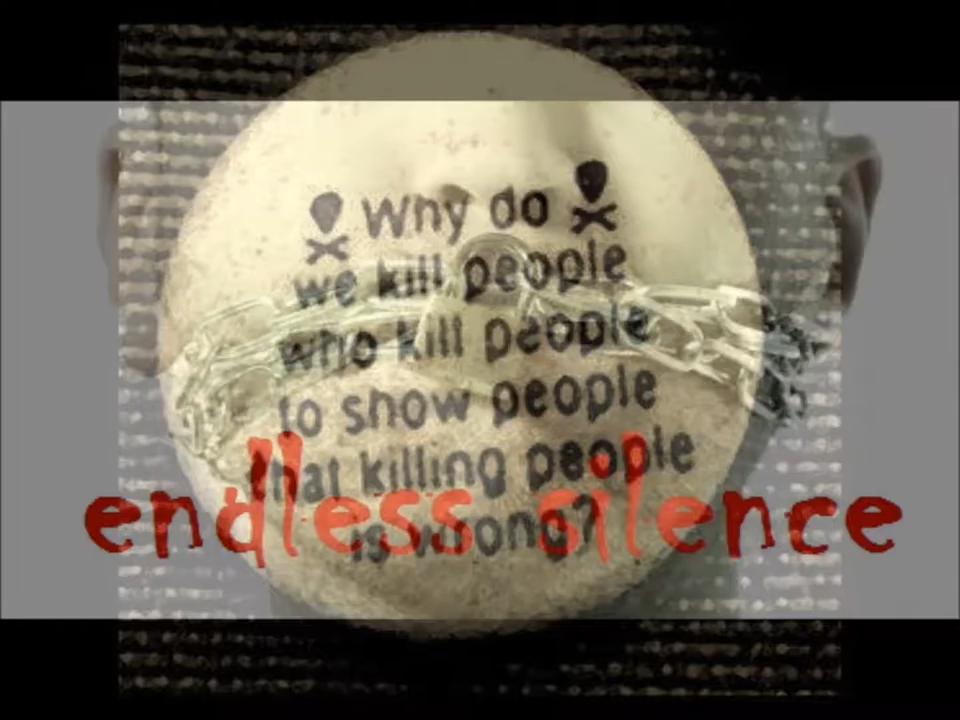 Why do
we kill people
who kill people
to show people
that killing people
is wrong?
endless silence